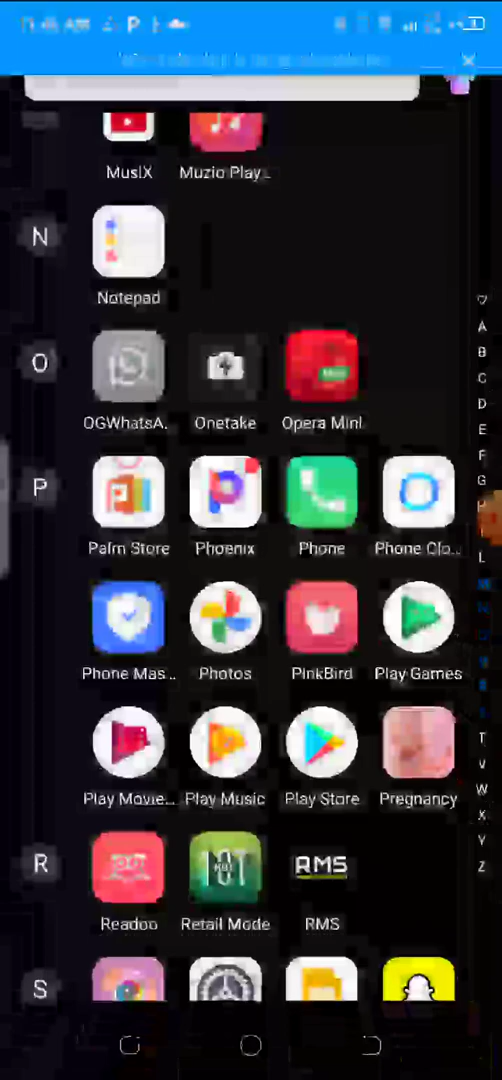 MusiX Muzio Play...
N
Notepad
O
OGWhatsA.. Onetake Opera Mini
P
Palm Store Phoenix Phone Phone Clo...
Phone Mas... Photos PinkBird Play Games
Play Movie... Play Music Play Store Pregnancy
R
Readoo Retail Mode RMS
RMS
S
A
B
C
D
E
F
G
L
T
V
W
X
Y
Z